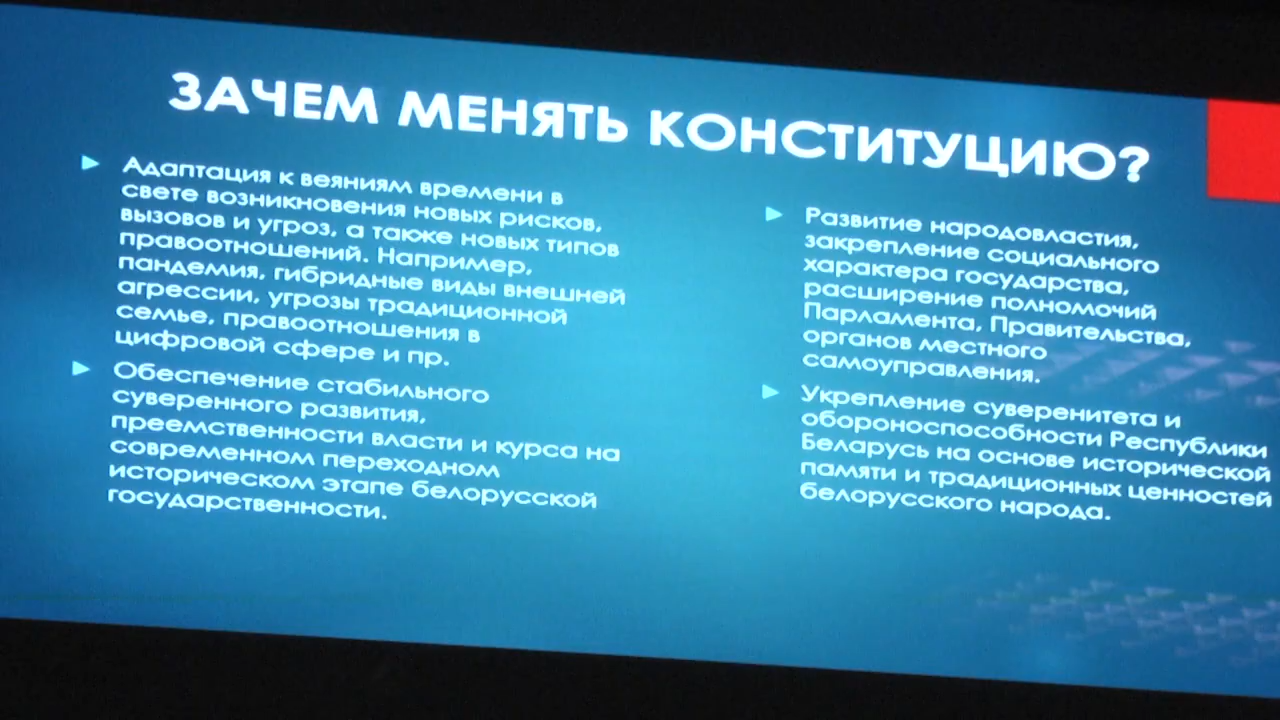 ЗАЧЕМ МЕНЯТЬ КОНСТИТУЦИЮ?
Адаптация к веяниям времени в
свете возникновения новых рисков,
вызовов и угроз, а также новых типов
правоотношений. Например,
пандемия, гибридные виды внешней
агрессии, угрозы традиционной
семье, правоотношения в
цифровой сфере и пр.
Обеспечение стабильного
суверенного развития,
преемственности власти и курса на
современном переходном
историческом этапе белорусской
государственности.
Развитие народовластия,
закрепление социального
характера государства,
расширение полномочий
Парламента, Правительства,
органов местного
самоуправления.
Укрепление суверенитета и
обороноспособности Республики
Беларусь на основе исторической
памяти и традиционных ценностей
белорусского народа.